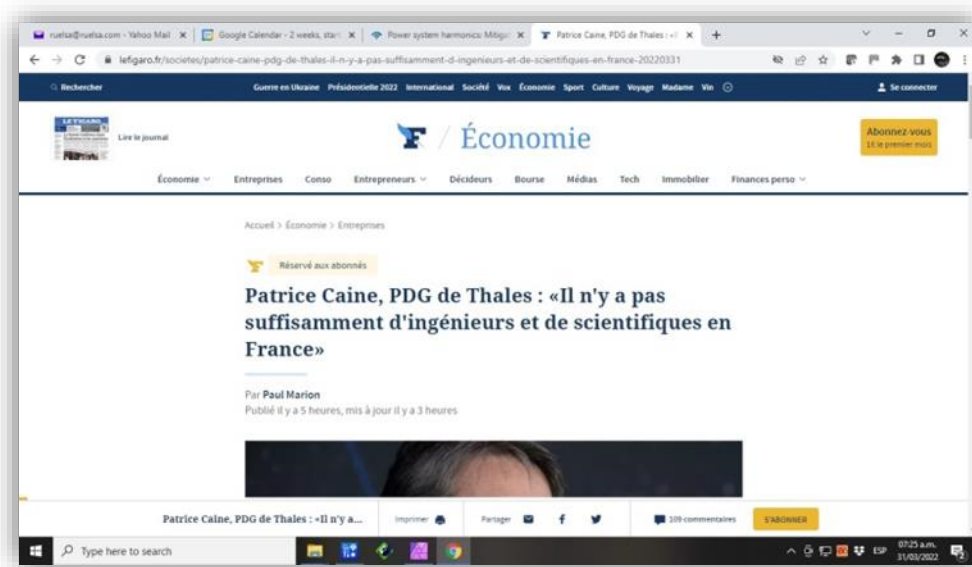 ruelsa@ruelsa.com - Yahoo Mail
Google Calendar - 2 weeks, star
Power system harmonics: Mitiga
Patrice Caine, PDG de Thales : «I
lefigaro.fr/societes/patrice-caine-pdg-de-thales-il-n-y-a-pas-suffisamment-d-ingenieurs-et-de-scientifiques-en-france-20220331
Rechercher Guerre en Ukraine Présidentielle 2022 International Société Vox Économie Sport Culture Voyage Madame Vin Se connecter
LE FIGARO
Lire le journal
F / Économie
Abonnez-vous
1€ le premier mois
Économie Entreprises Conso Entrepreneurs Décideurs Bourse Médias Tech Immobilier Finances perso
Accueil > Économie > Entreprises
Réservé aux abonnés
Patrice Caine, PDG de Thales : «Il n'y a pas
suffisamment d'ingénieurs et de scientifiques en
France»
Par Paul Marion
Publié il y a 5 heures, mis à jour il y a 3 heures
Patrice Caine, PDG de Thales : «Il n'y a... Imprimer Partager 109 commentaires S'ABONNER
Type here to search
ESP
07:25 a.m.
31/03/2022
2